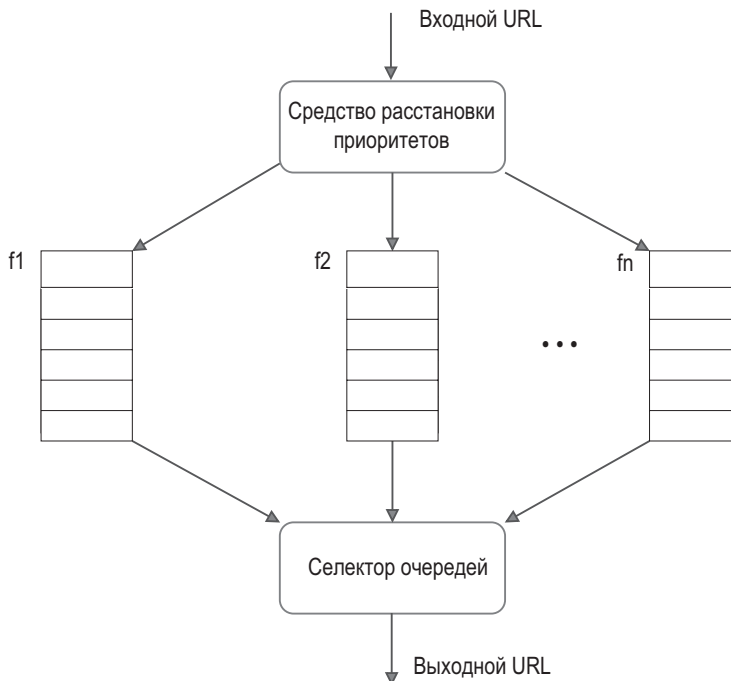 Входной URL
Средство расстановки
приоритетов
f1
f2
fn
...
Селектор очередей
Выходной URL